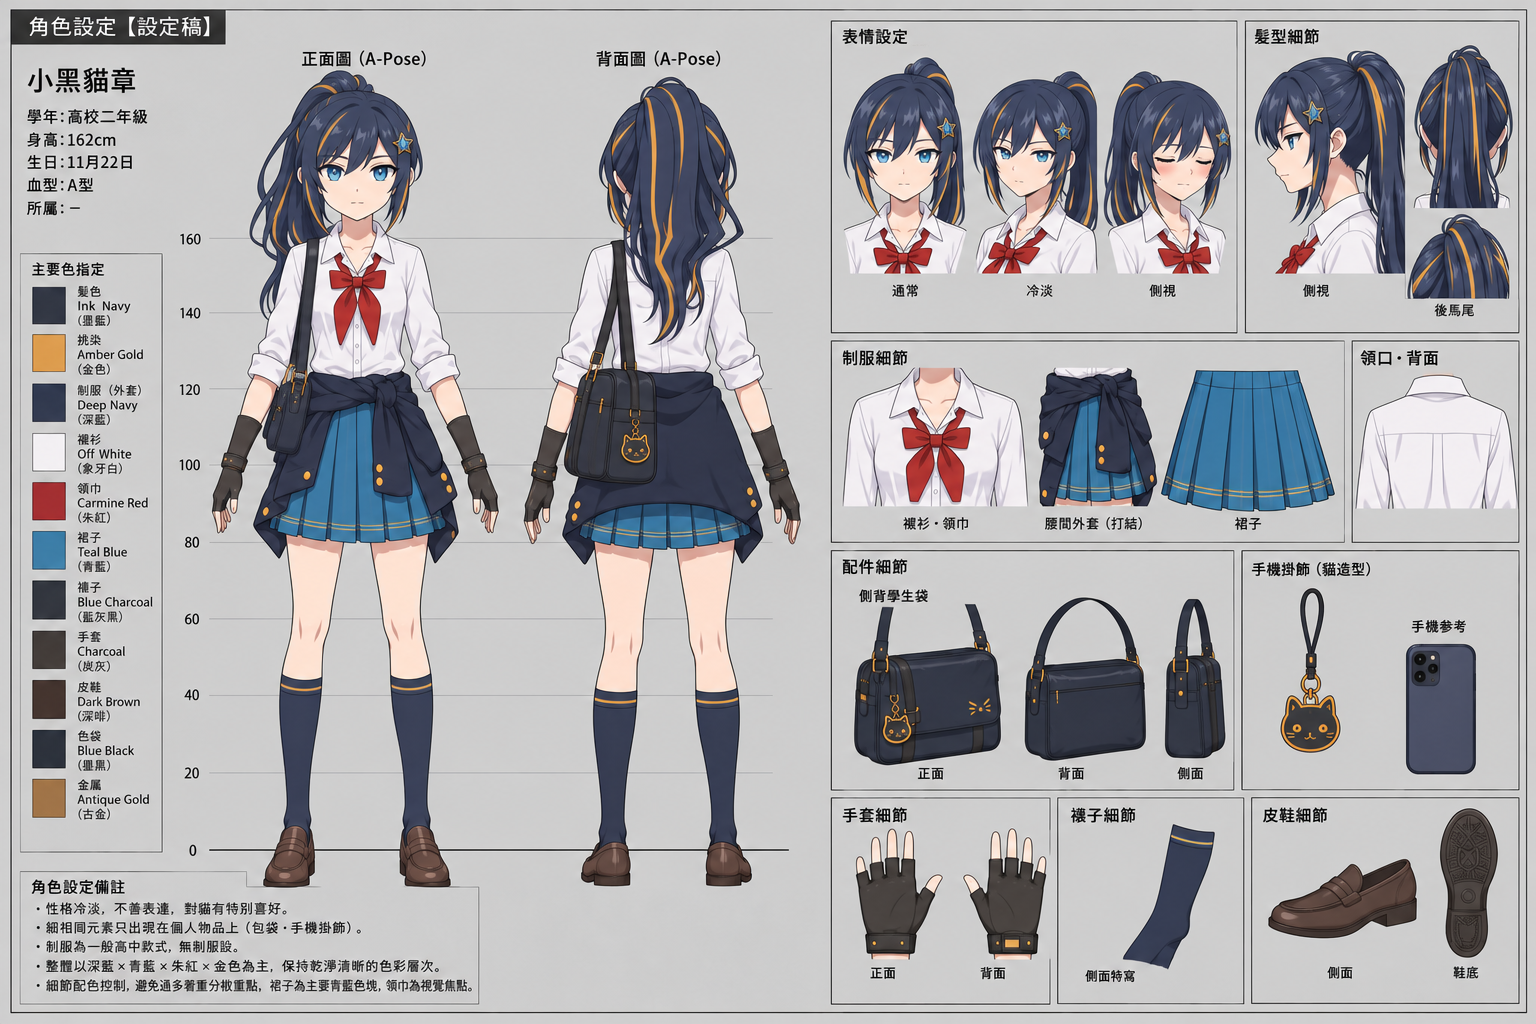 角色設定【設定稿】
小黑貓章
學年：高校二年級
身高：162cm
生日：11月22日
血型：A型
所屬：－
正面圖（A-Pose）
背面圖（A-Pose）
160
140
120
100
80
60
40
20
0
主要色指定
髮色
Ink Navy
挑染
Amber Gold
（金色）
制服（外套）
Deep Navy
（深藍）
襯衫
Off White
（象牙白）
領巾
Carmine Red
（朱紅）
裙子
Teal Blue
（青藍）
Blue Charcoal
手套
Charcoal
（炭灰）
皮鞋
Dark Brown
（深啡）
色袋
Blue Black
金属
Antique Gold
（古金）
角色設定備註
・性格冷淡，不善表達，對貓有特別喜好。
・細相同元素只出現在個人物品上（包袋・手機掛飾）。
・制服為一般高中款式，無制服設。
・整體以深藍×青藍×朱紅×金色為主，保持乾淨清晰的色彩層次。
・細節配色控制，避免過多着重分散重點，裙子為主要青藍色塊，領巾為視覺焦點。
表情設定
通常
冷淡
側視
髮型細節
側視
後馬尾
制服細節
襯衫・領巾
腰間外套（打結）
裙子
領口・背面
配件細節
側背學生袋
正面
背面
側面
手機掛飾（貓造型）
手機參考
手套細節
正面
背面
襪子細節
側面特寫
皮鞋細節
側面
鞋底